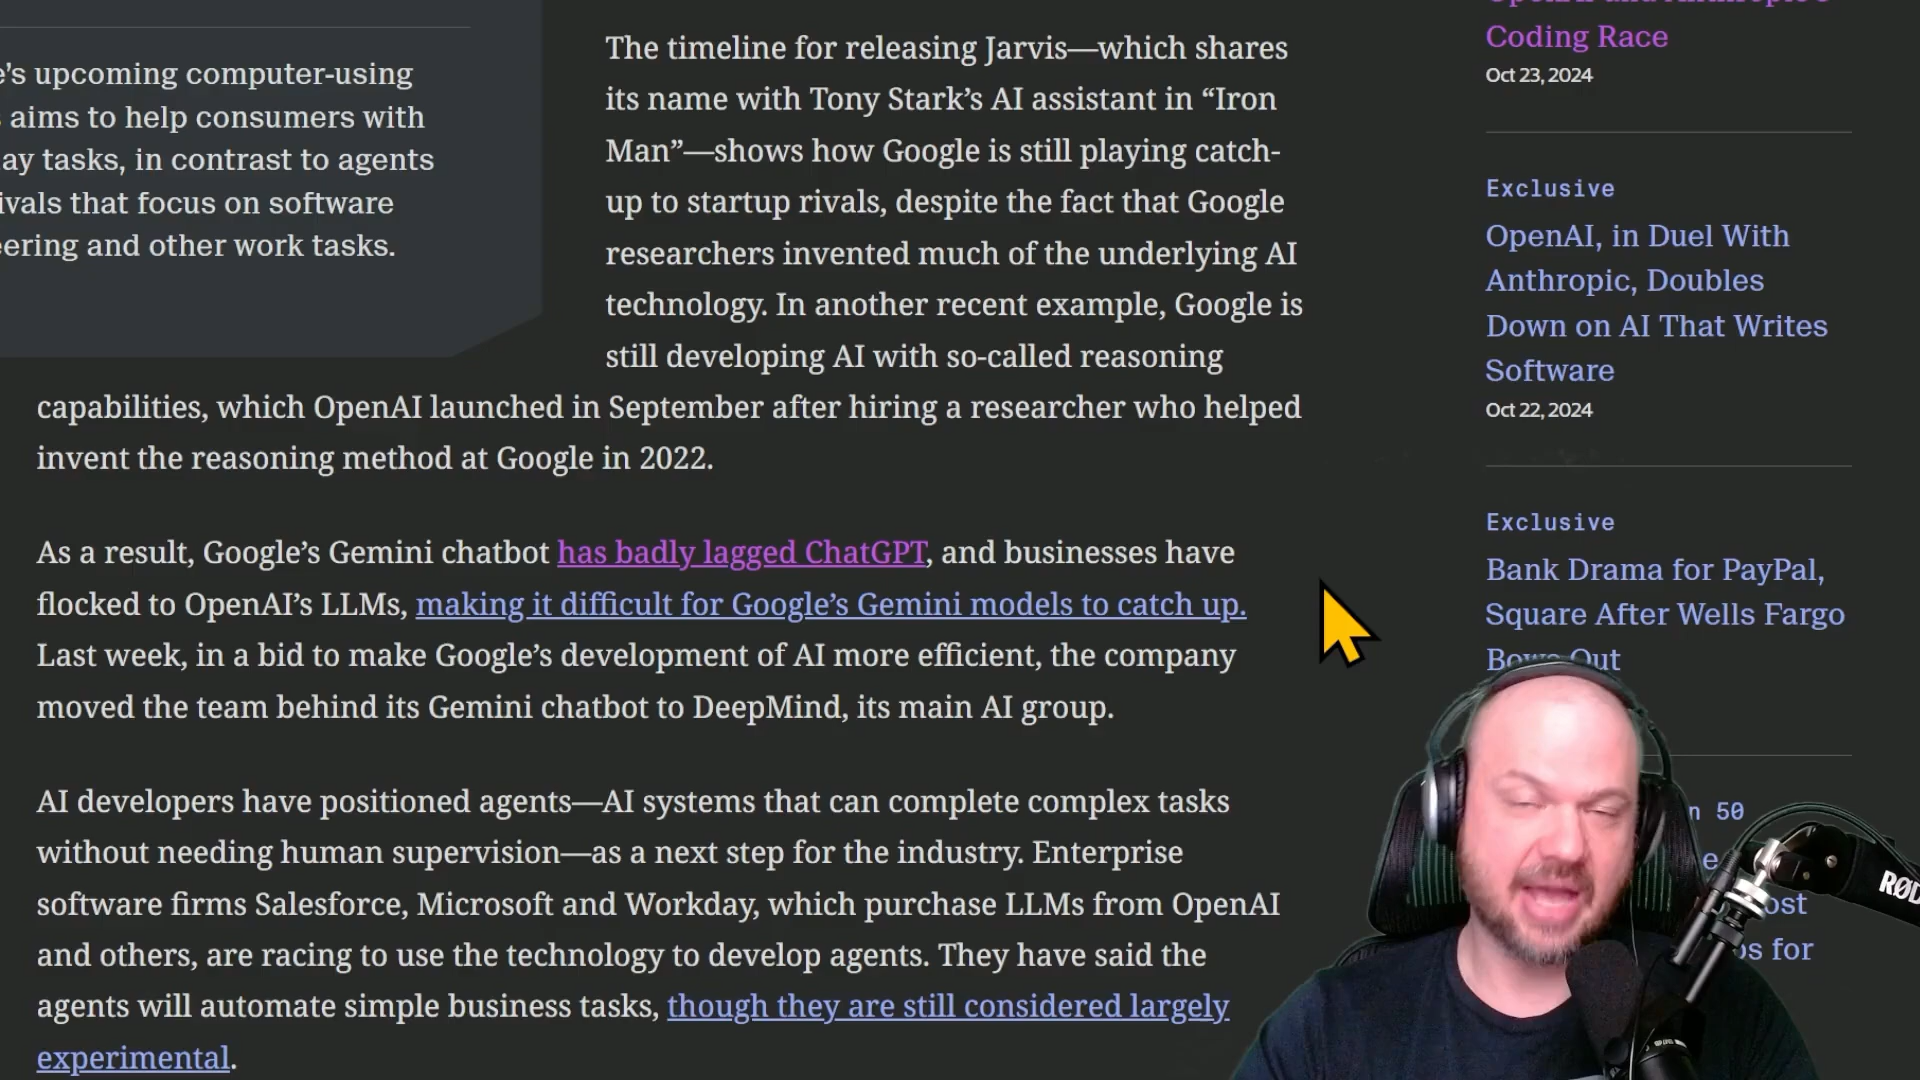 upcoming computer-using
aims to help consumers with
tasks, in contrast to agents
that focus on software
and other work tasks.
The timeline for releasing Jarvis—which shares
its name with Tony Stark’s AI assistant in “Iron
Man”—shows how Google is still playing catch-
up to startup rivals, despite the fact that Google
researchers invented much of the underlying AI
technology. In another recent example, Google is
still developing AI with so-called reasoning
capabilities, which OpenAI launched in September after hiring a researcher who helped
invent the reasoning method at Google in 2022.
As a result, Google’s Gemini chatbot has badly lagged ChatGPT, and businesses have
flocked to OpenAI’s LLMs, making it difficult for Google’s Gemini models to catch up.
Last week, in a bid to make Google’s development of AI more efficient, the company
moved the team behind its Gemini chatbot to DeepMind, its main AI group.
AI developers have positioned agents—AI systems that can complete complex tasks
without needing human supervision—as a next step for the industry. Enterprise
software firms Salesforce, Microsoft and Workday, which purchase LLMs from OpenAI
and others, are racing to use the technology to develop agents. They have said the
agents will automate simple business tasks, though they are still considered largely
experimental.
Coding Race
Oct 23, 2024
Exclusive
OpenAI, in Duel With
Anthropic, Doubles
Down on AI That Writes
Software
Oct 22, 2024
Exclusive
Bank Drama for PayPal,
Square After Wells Fargo
Bows Out
50
for